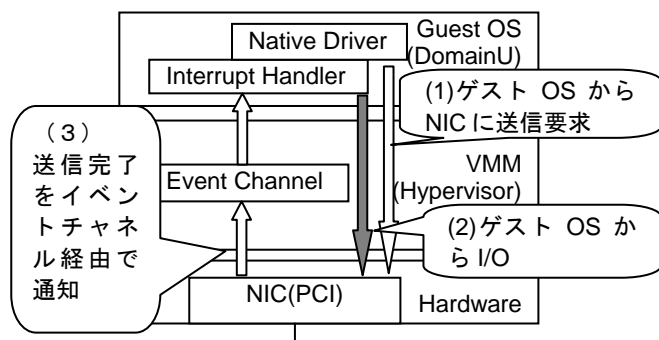 Guest OS
(DomainU)
Native Driver
Interrupt Handler
(1)ゲスト OS から
NIC に送信要求
(3)
送信完了
をイベン
トチャネ
ル経由で
通知
Event Channel
VMM
(Hypervisor)
(2)ゲスト OS か
ら I/O
NIC(PCI)
Hardware